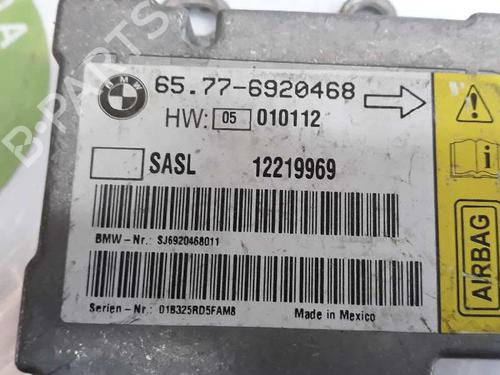 BMW
65.77-6920468
HW: 05 010112
SASL 12219969
BMW-Nr.: SJ6920468011
Serien-Nr.: 01B325RD5FAM8 Made in Mexico
AIRBAG
PARTS